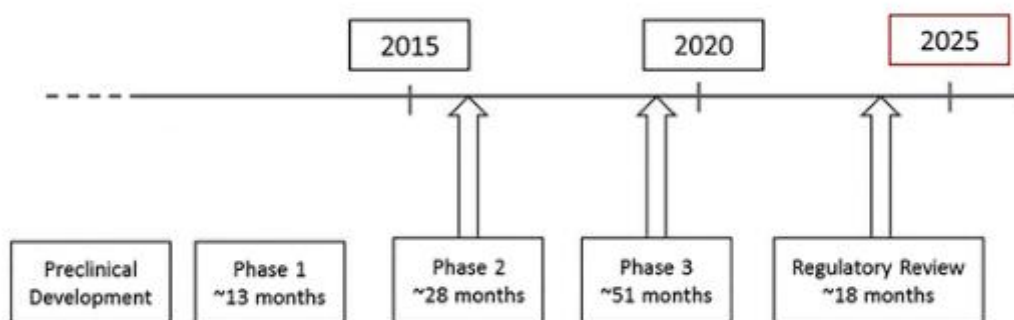 2015
2020
2025
Preclinical
Development
Phase 1
~13 months
Phase 2
~28 months
Phase 3
~51 months
Regulatory Review
~18 months